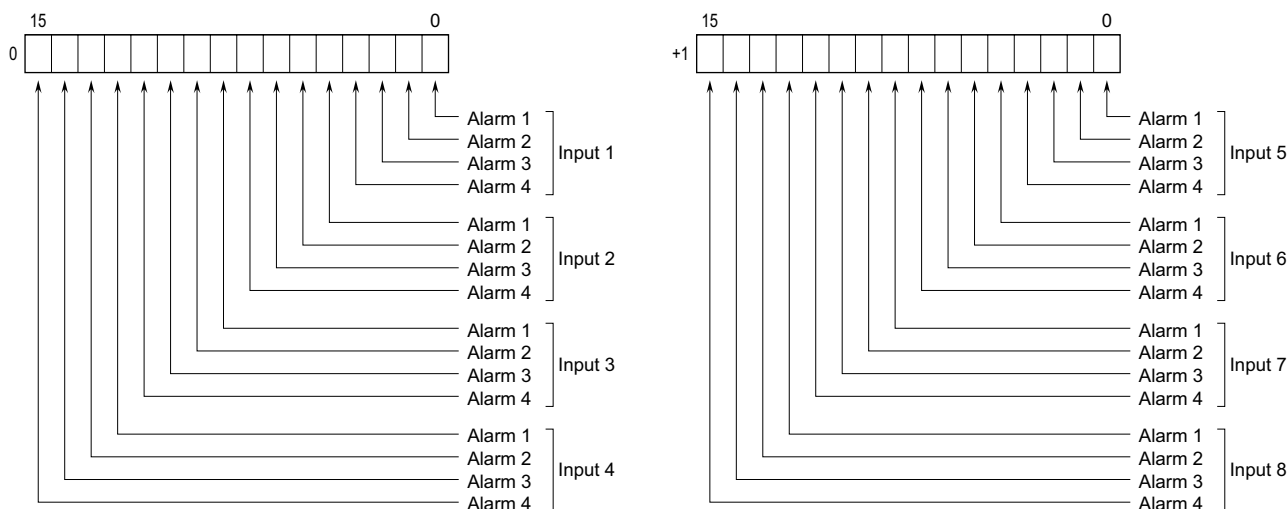 15 0
0
Alarm 1
Alarm 2
Alarm 3
Alarm 4
Input 1
Alarm 1
Alarm 2
Alarm 3
Alarm 4
Input 2
Alarm 1
Alarm 2
Alarm 3
Alarm 4
Input 3
Alarm 1
Alarm 2
Alarm 3
Alarm 4
Input 4
15 0
+1
Alarm 1
Alarm 2
Alarm 3
Alarm 4
Input 5
Alarm 1
Alarm 2
Alarm 3
Alarm 4
Input 6
Alarm 1
Alarm 2
Alarm 3
Alarm 4
Input 7
Alarm 1
Alarm 2
Alarm 3
Alarm 4
Input 8